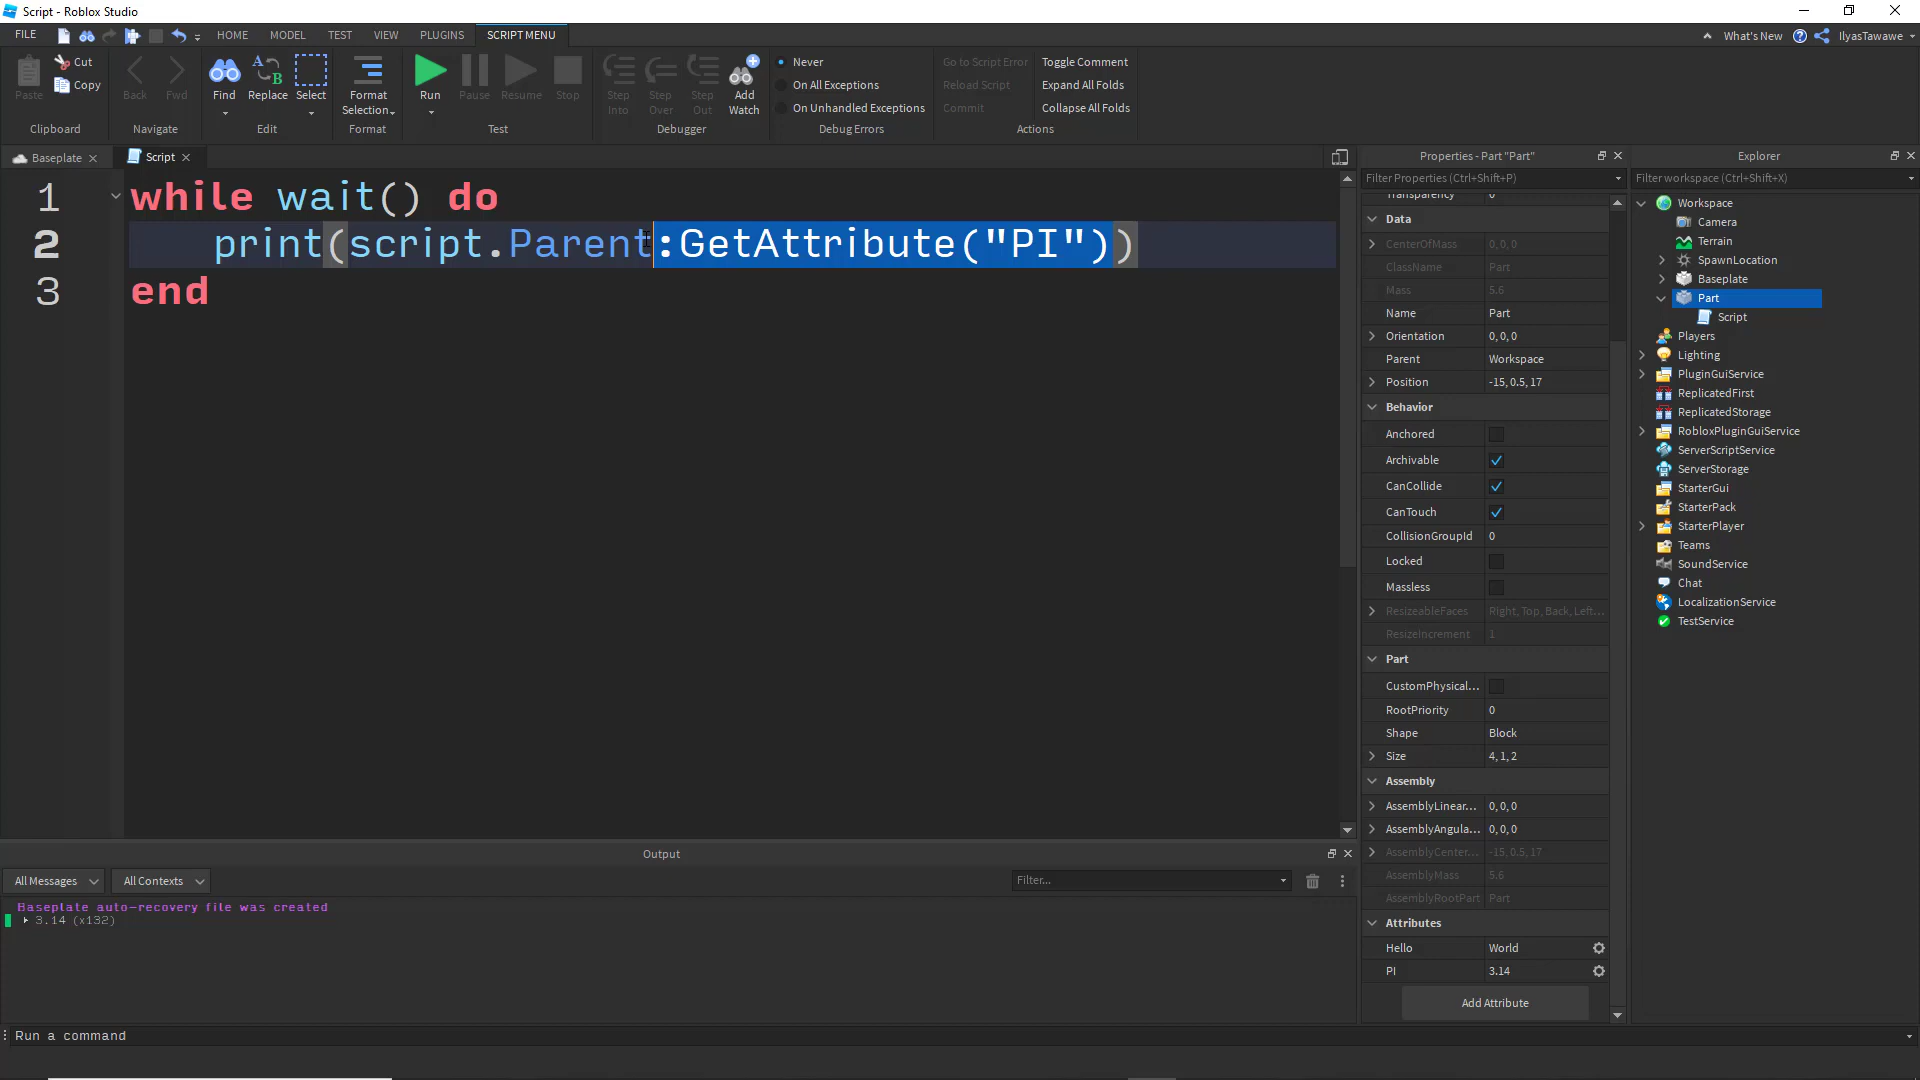 Script - Roblox Studio
FILE HOME MODEL TEST VIEW PLUGINS SCRIPT MENU What's New IlyasTawawe
Paste Cut Copy Clipboard
Back Fwd Navigate
Find Replace Select Edit
Format Selection Format
Run Pause Resume Stop Test
Step Into Step Over Step Out Add Watch Debugger
Never
On All Exceptions
On Unhandled Exceptions
Debug Errors
Go to Script Error
Reload Script
Commit
Toggle Comment
Expand All Folds
Collapse All Folds
Actions
Baseplate Script
1 while wait() do
2 print(script.Parent:GetAttribute("PI"))
3 end
Output
All Messages All Contexts Filter...
Baseplate auto-recovery file was created
3.14 (x132)
Run a command
Properties - Part "Part"
Filter Properties (Ctrl+Shift+P)
Transparency 0
Data
CenterOfMass 0, 0, 0
ClassName Part
Mass 5.6
Name Part
Orientation 0, 0, 0
Parent Workspace
Position -15, 0.5, 17
Behavior
Anchored
Archivable
CanCollide
CanTouch
CollisionGroupId 0
Locked
Massless
ResizeableFaces Right, Top, Back, Left...
ResizeIncrement 1
Part
CustomPhysical...
RootPriority 0
Shape Block
Size 4, 1, 2
Assembly
AssemblyLinear... 0, 0, 0
AssemblyAngula... 0, 0, 0
AssemblyCenter... -15, 0.5, 17
AssemblyMass 5.6
AssemblyRootPart Part
Attributes
Hello World
PI 3.14
Add Attribute
Explorer
Filter workspace (Ctrl+Shift+X)
Workspace
Camera
Terrain
SpawnLocation
Baseplate
Part
Script
Players
Lighting
PluginGuiService
ReplicatedFirst
ReplicatedStorage
RobloxPluginGuiService
ServerScriptService
ServerStorage
StarterGui
StarterPack
StarterPlayer
Teams
SoundService
Chat
LocalizationService
TestService